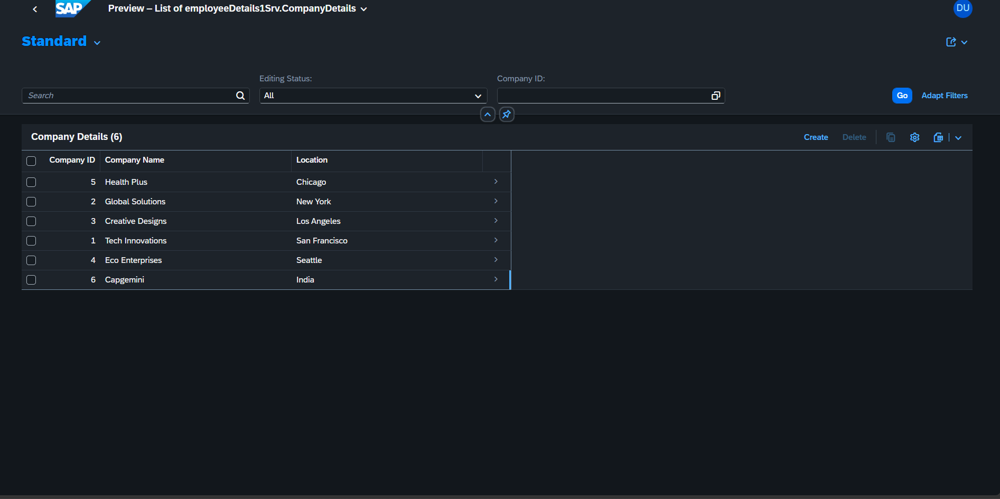 SAP Preview – List of employeeDetails1Srv.CompanyDetails DU
Standard
Editing Status: Company ID:
Search All Go Adapt Filters
Company Details (6) Create Delete
Company ID Company Name Location
5 Health Plus Chicago
2 Global Solutions New York
3 Creative Designs Los Angeles
1 Tech Innovations San Francisco
4 Eco Enterprises Seattle
6 Capgemini India